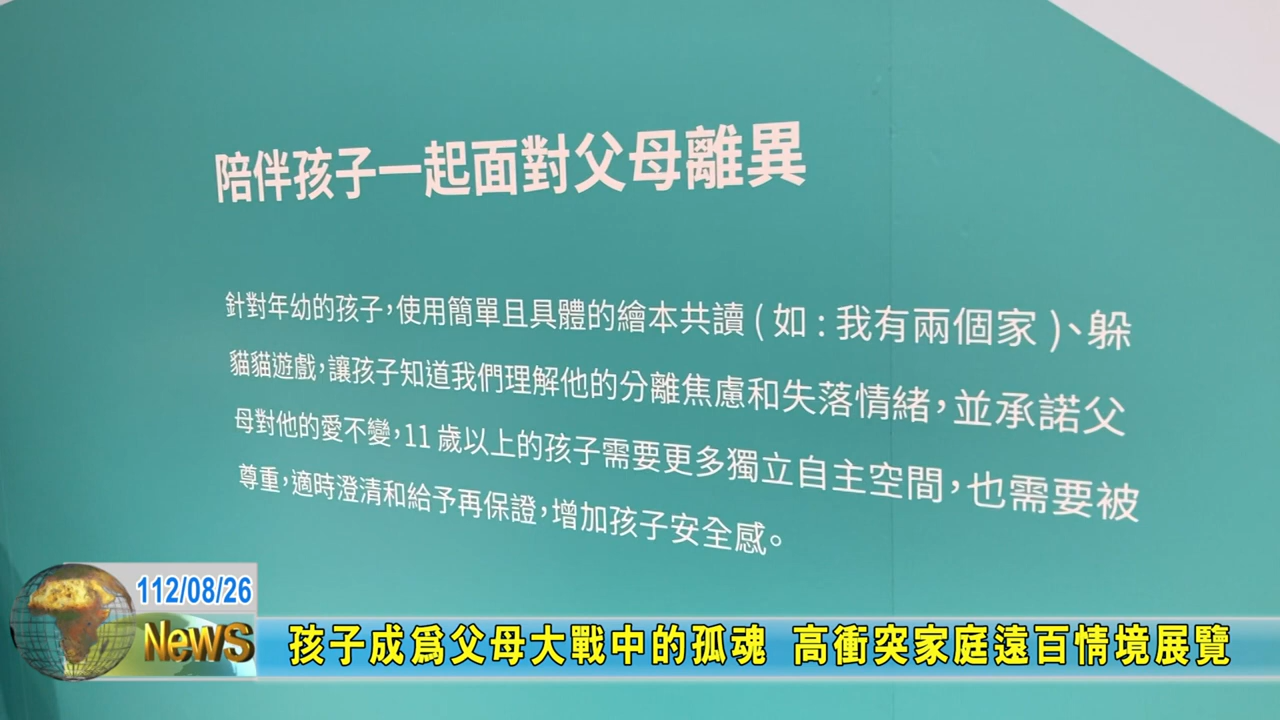 陪伴孩子一起面對父母離異
針對年幼的孩子，使用簡單且具體的繪本共讀 ( 如 : 我有兩個家 )、躲
貓貓遊戲，讓孩子知道我們理解他的分離焦慮和失落情緒，並承諾父
母對他的愛不變，11 歲以上的孩子需要更多獨立自主空間，也需要被
尊重，適時澄清和給予再保證，增加孩子安全感。
112/08/26
NewS
孩子成爲父母大戰中的孤魂 高衝突家庭遠百情境展覽